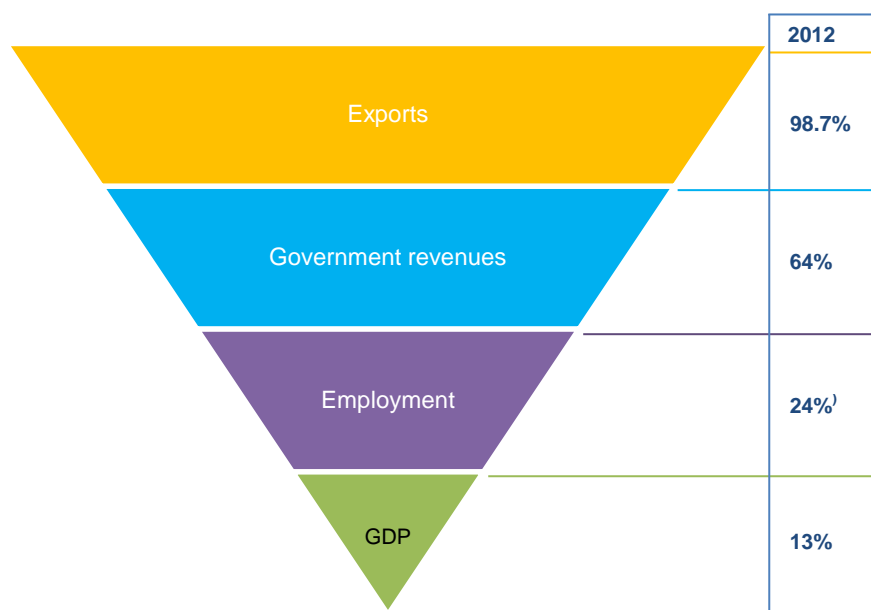 2012
Exports
98.7%
Government revenues
64%
Employment
24%⁾
GDP
13%